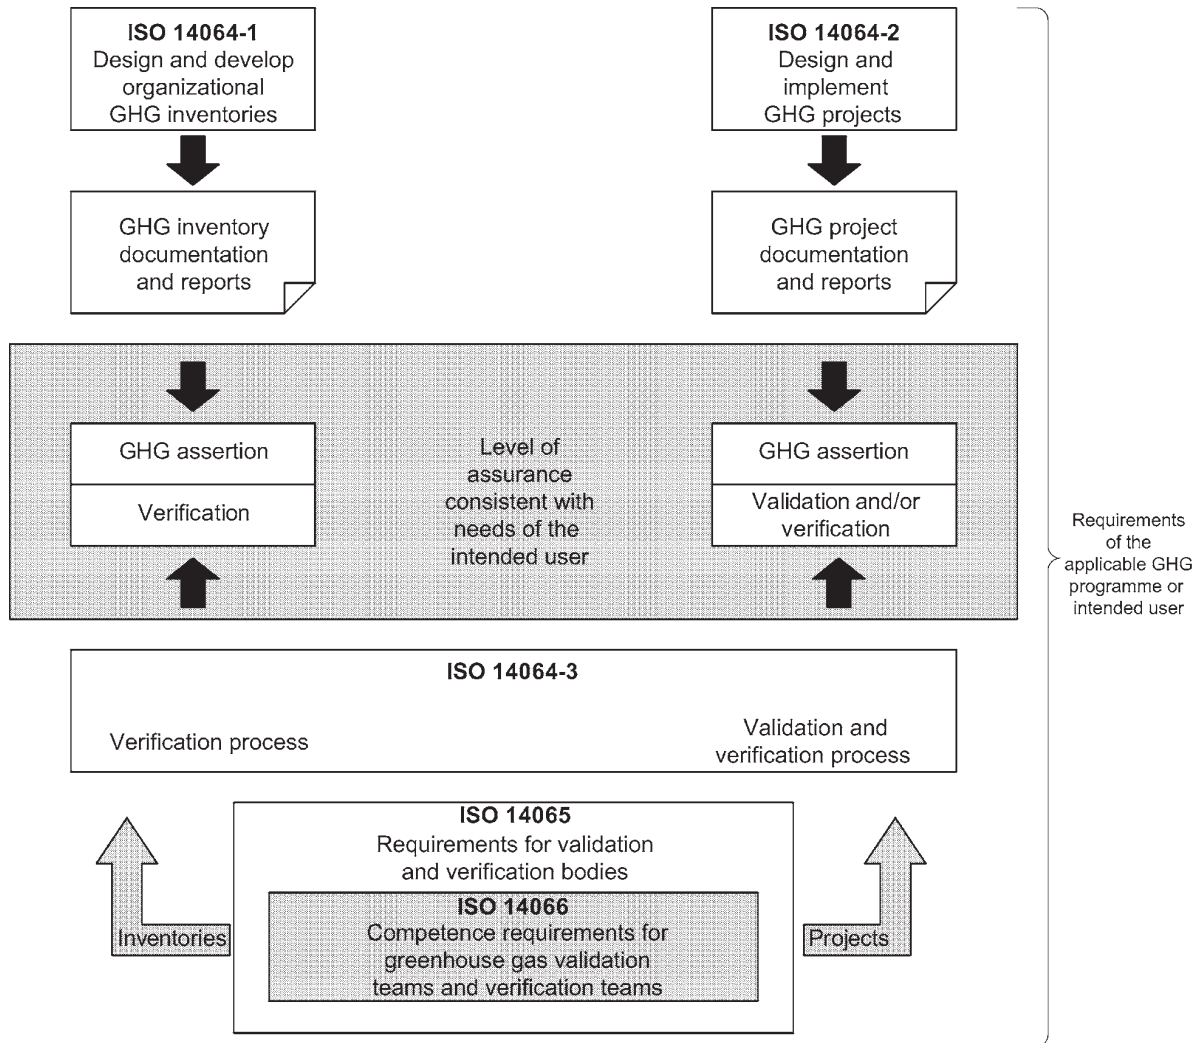 ISO 14064-1
Design and develop
organizational
GHG inventories
ISO 14064-2
Design and
implement
GHG projects
GHG inventory
documentation
and reports
GHG project
documentation
and reports
GHG assertion
Verification
Level of
assurance
consistent with
needs of the
intended user
GHG assertion
Validation and/or
verification
Requirements
of the
applicable GHG
programme or
intended user
ISO 14064-3
Verification process
Validation and
verification process
ISO 14065
Requirements for validation
and verification bodies
ISO 14066
Competence requirements for
greenhouse gas validation
teams and verification teams
Inventories
Projects